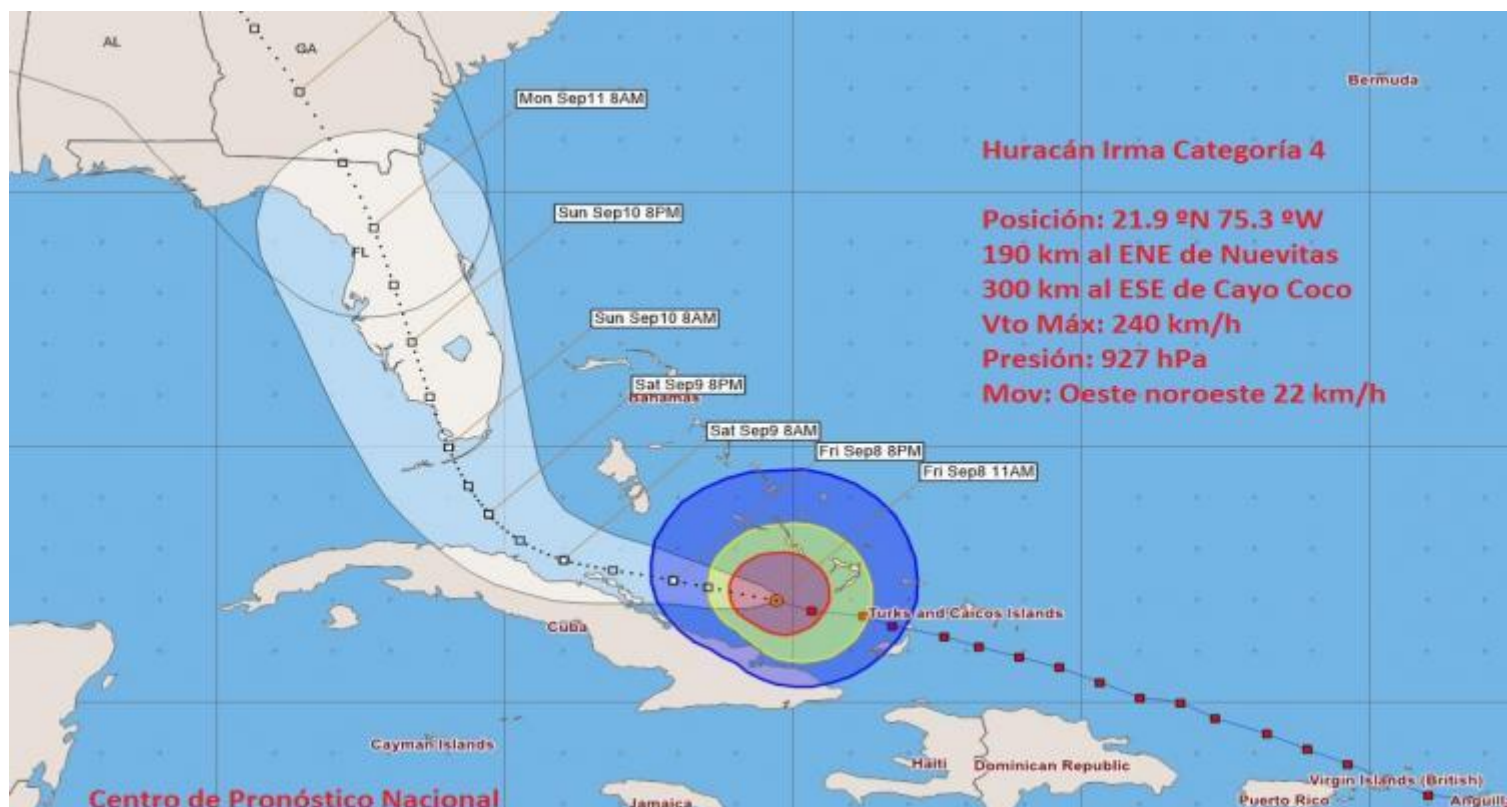 AL
GA
Bermuda
Mon Sep11 8AM
Huracán Irma Categoría 4
Posición: 21.9 ºN 75.3 ºW
190 km al ENE de Nuevitas
300 km al ESE de Cayo Coco
Vto Máx: 240 km/h
Presión: 927 hPa
Mov: Oeste noroeste 22 km/h
Sun Sep10 8PM
FL
Sun Sep10 8AM
Sat Sep9 8PM
Bahamas
Sat Sep9 8AM
Fri Sep8 8PM
Fri Sep8 11AM
Turks and Caicos Islands
Cuba
Cayman Islands
Haiti
Dominican Republic
Virgin Islands (British)
Centro de Pronóstico Nacional
Jamaica
Puerto Rico
Anguill